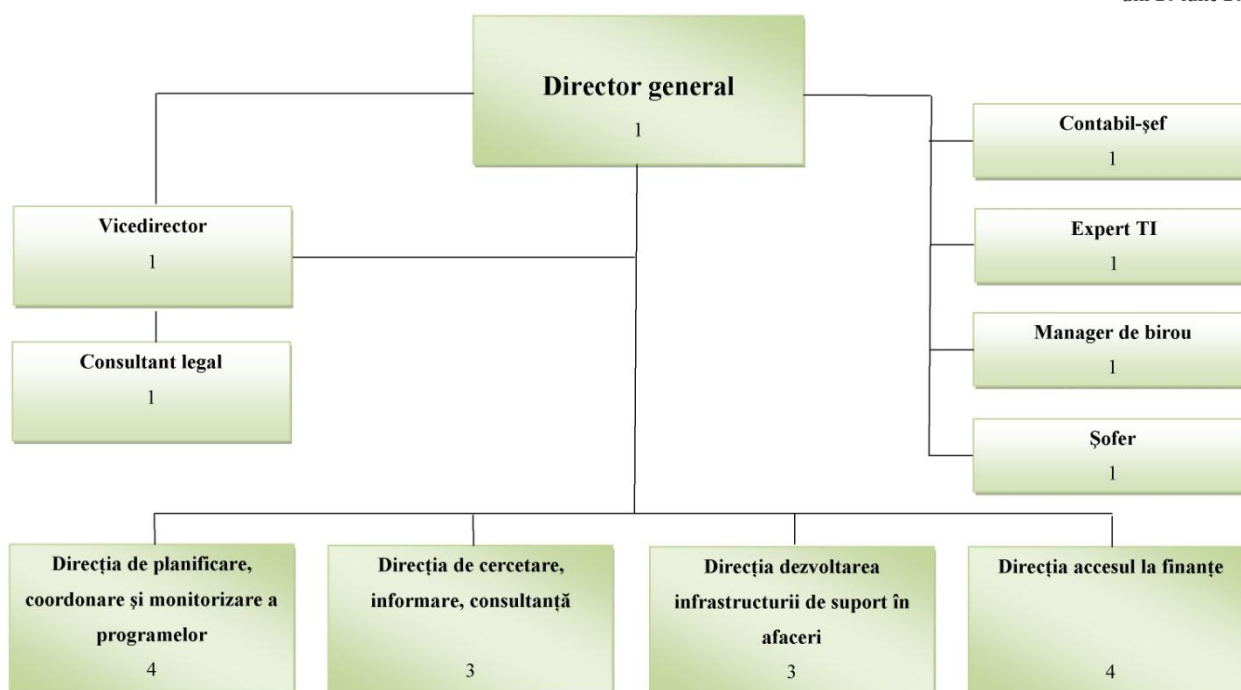 Director general
1
Contabil-șef
1
Vicedirector
1
Expert TI
1
Consultant legal
1
Manager de birou
1
Șofer
1
Direcția de planificare,
coordonare și monitorizare a
programelor
4
Direcția de cercetare,
informare, consultanță
3
Direcția dezvoltarea
infrastructurii de suport în
afaceri
3
Direcția accesul la finanțe
4